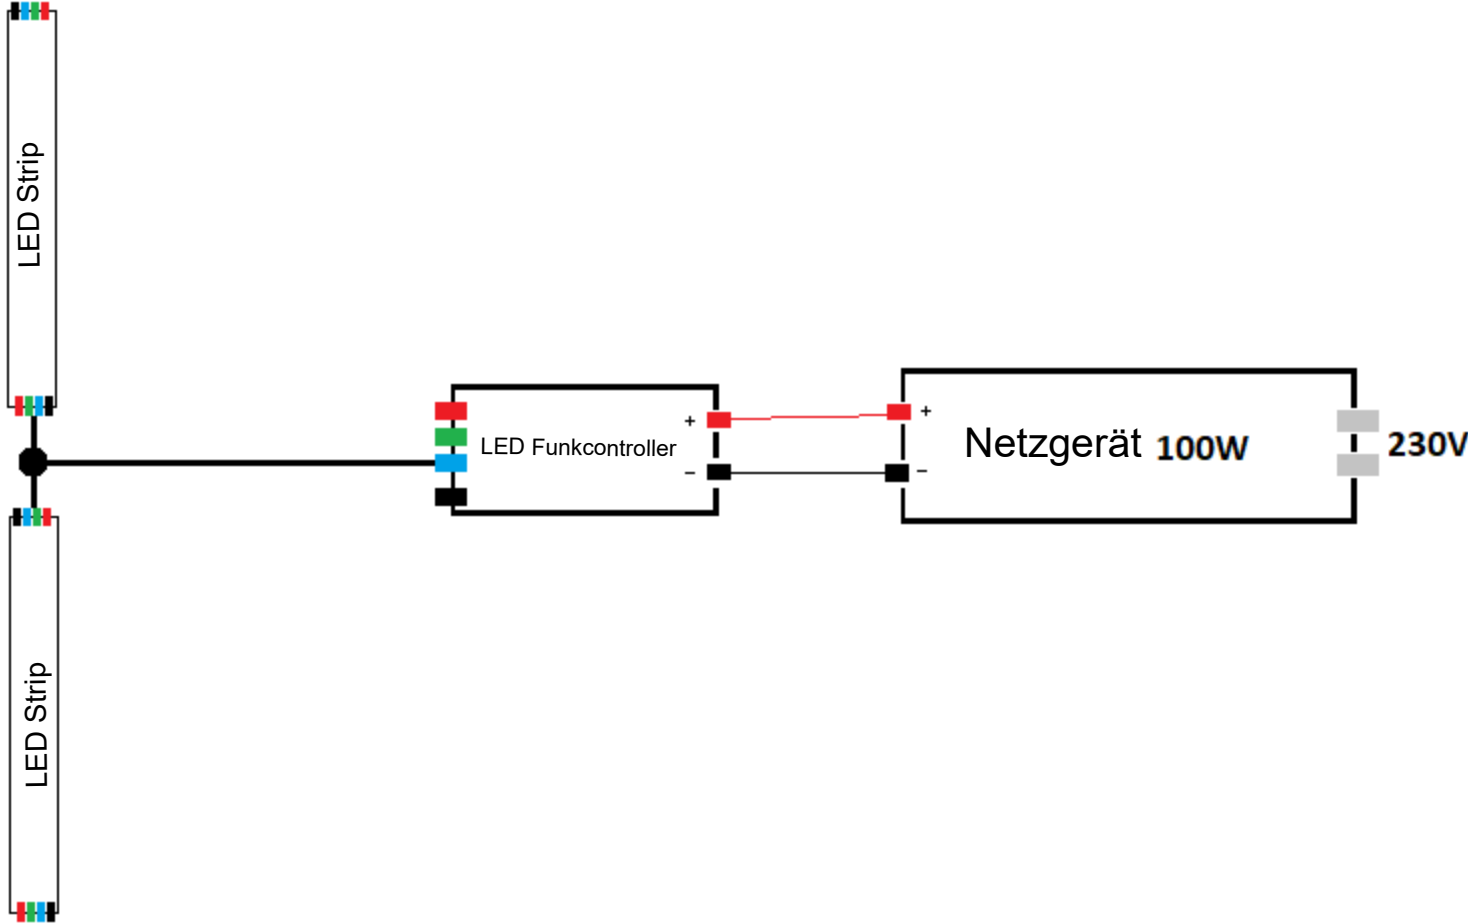 LED Strip
LED Funkcontroller
+
−
+
−
Netzgerät 100W
230V
LED Strip